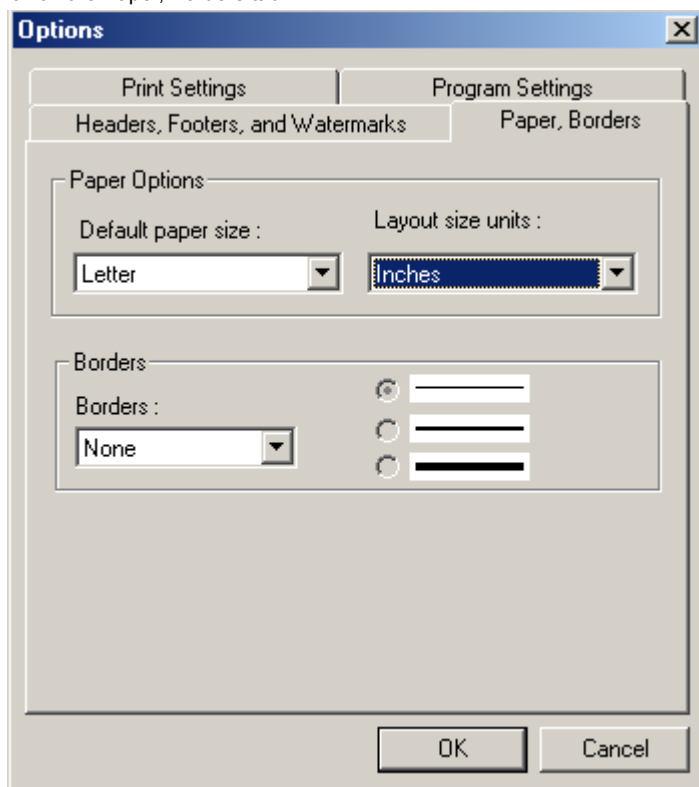 Options
Print Settings
Program Settings
Headers, Footers, and Watermarks
Paper, Borders
Paper Options
Default paper size :
Layout size units :
Letter
Inches
Borders
Borders :
None
OK
Cancel